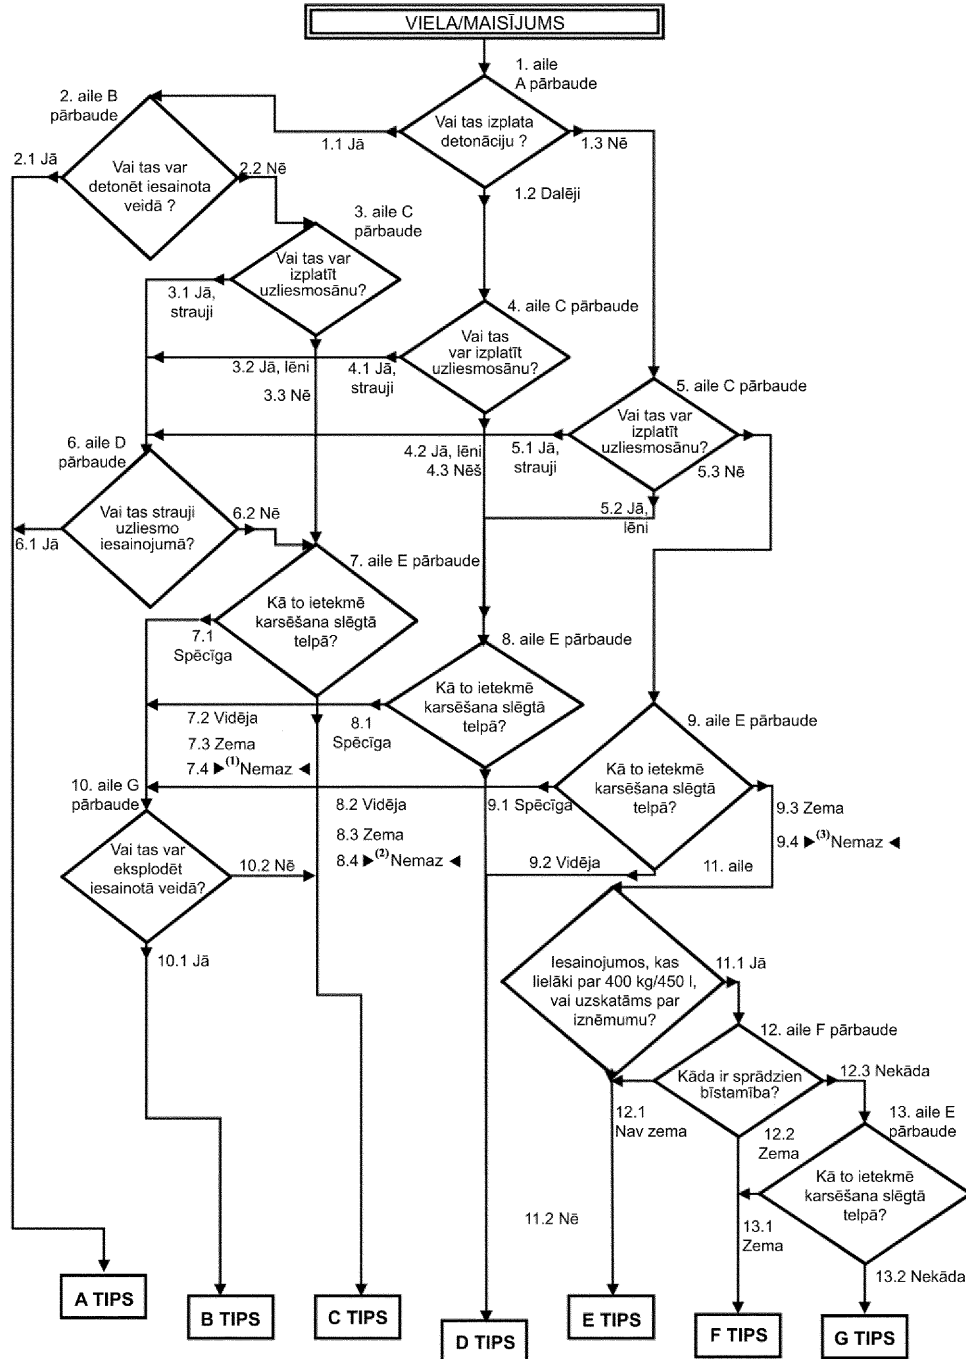 VIELA/MAISĪJUMS
1. aile
A pārbaude
Vai tas izplata
detonāciju ?
1.1 Jā
1.3 Nē
1.2 Dalēji
2. aile B
pārbaude
Vai tas var
detonēt iesainota
veidā ?
2.1 Jā
2.2 Nē
3. aile C
pārbaude
Vai tas var
izplatīt
uzliesmosānu?
3.1 Jā,
strauji
3.2 Jā, lēni
3.3 Nē
4. aile C pārbaude
Vai tas
var izplatīt
uzliesmosānu?
4.1 Jā,
strauji
4.2 Jā, lēni
4.3 Nēš
5. aile C pārbaude
Vai tas var
izplatīt
uzliesmosānu?
5.1 Jā,
strauji
5.3 Nē
5.2 Jā,
lēni
6. aile D
pārbaude
Vai tas strauji
uzliesmo
iesainojumā?
6.1 Jā
6.2 Nē
7. aile E pārbaude
Kā to ietekmē
karsēšana slēgtā
telpā?
7.1
Spēcīga
7.2 Vidēja
7.3 Zema
7.4 ▶(1)Nemaz ◀
8. aile E pārbaude
Kā to ietekmē
karsēšana slēgtā
telpā?
8.1
Spēcīga
8.2 Vidēja
8.3 Zema
8.4 ▶(2)Nemaz ◀
9. aile E pārbaude
Kā to ietekmē
karsēšana slēgtā
telpā?
9.1 Spēcīga
9.2 Vidēja
9.3 Zema
9.4 ▶(3)Nemaz ◀
10. aile G
pārbaude
Vai tas var
eksplodēt
iesainotā veidā?
10.2 Nē
10.1 Jā
11. aile
Iesainojumos, kas
lielāki par 400 kg/450 l,
vai uzskatāms par
iznēmumu?
11.1 Jā
11.2 Nē
12. aile F pārbaude
Kāda ir sprādzien
bīstamība?
12.1
Nav zema
12.2
Zema
12.3 Nekāda
13. aile E
pārbaude
Kā to ietekmē
karsēšana slēgtā
telpā?
13.1
Zema
13.2 Nekāda
A TIPS
B TIPS
C TIPS
D TIPS
E TIPS
F TIPS
G TIPS